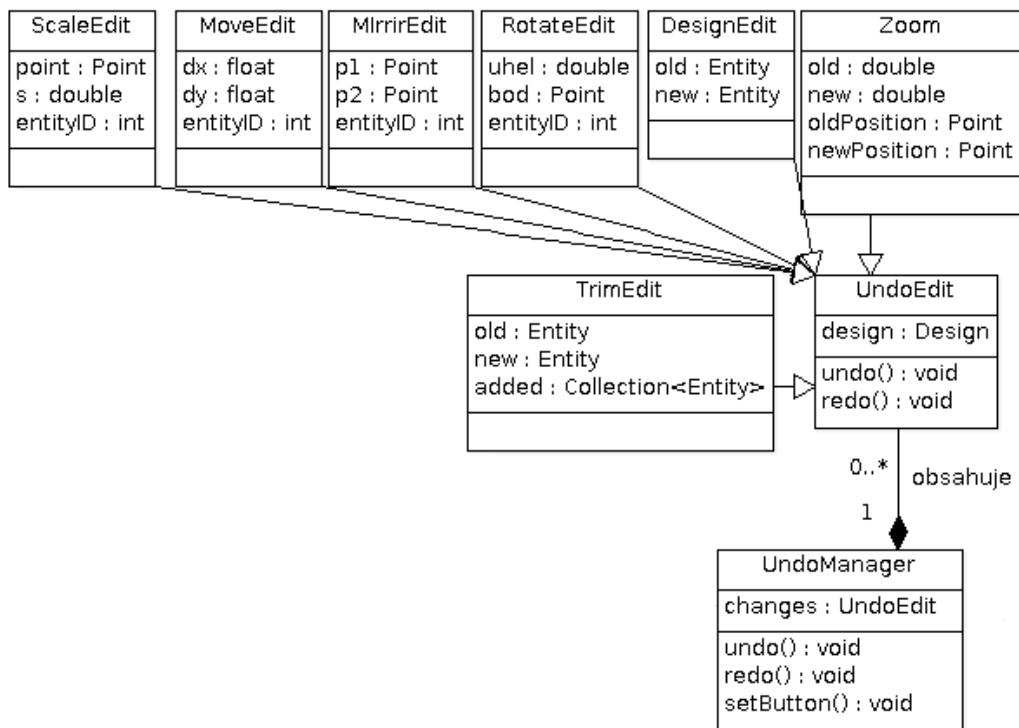 ScaleEdit
point : Point
s : double
entityID : int
MoveEdit
dx : float
dy : float
entityID : int
MIrrirEdit
p1 : Point
p2 : Point
entityID : int
RotateEdit
uhel : double
bod : Point
entityID : int
DesignEdit
old : Entity
new : Entity
Zoom
old : double
new : double
oldPosition : Point
newPosition : Point
TrimEdit
old : Entity
new : Entity
added : Collection<Entity>
UndoEdit
design : Design
undo() : void
redo() : void
0..*
obsahuje
1
UndoManager
changes : UndoEdit
undo() : void
redo() : void
setButton() : void